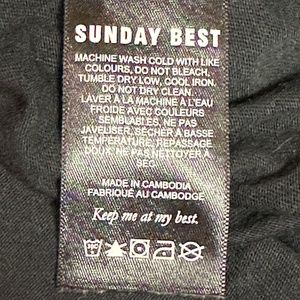 SUNDAY BEST
MACHINE WASH COLD WITH LIKE
COLOURS, DO NOT BLEACH,
TUMBLE DRY LOW, COOL IRON,
DO NOT DRY CLEAN.
LAVER À LA MACHINE À L'EAU
FROIDE AVEC COULEURS
SEMBLABLES, NE PAS
JAVELISER, SÉCHER À BASSE
TEMPÉRATURE, REPASSAGE
DOUX, NE PAS NETTOYER À
SEC.
MADE IN CAMBODIA
FABRIQUÉ AU CAMBODGE
Keep me at my best.